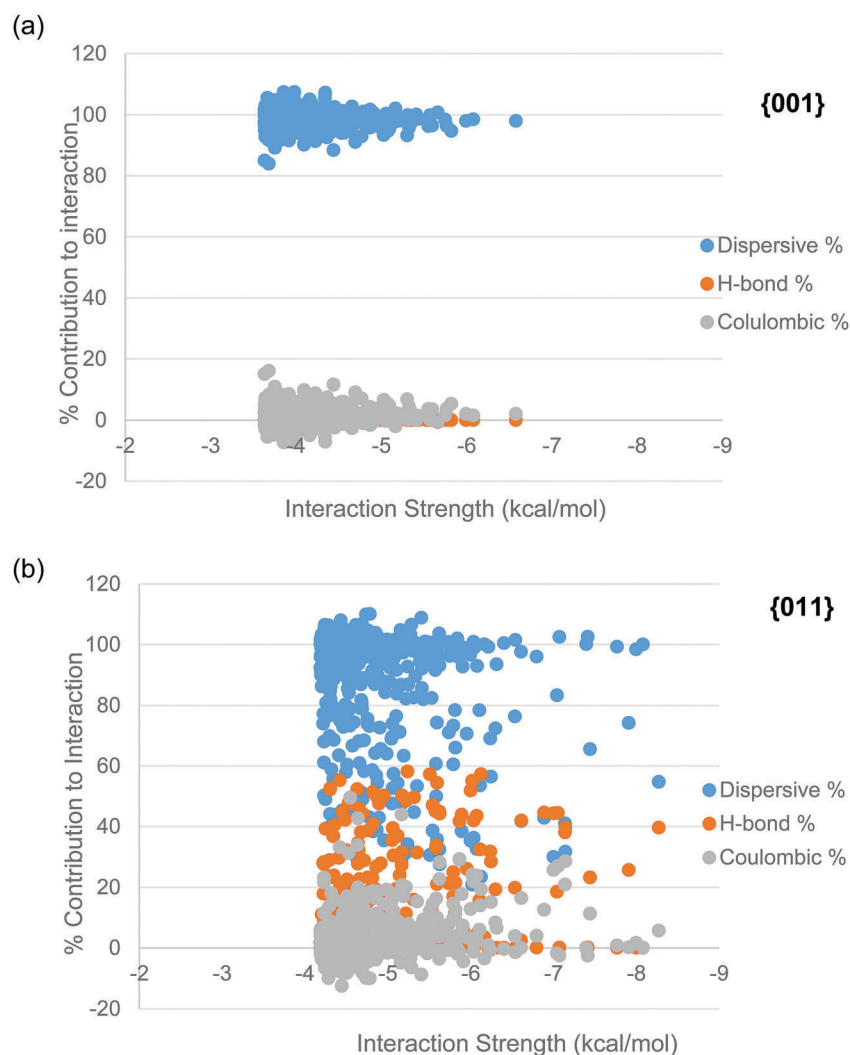 (a)
120
{001}
100
80
60
40
20
0
-20
% Contribution to interaction
-2 -3 -4 -5 -6 -7 -8 -9
Interaction Strength (kcal/mol)
Dispersive %
H-bond %
Colulombic %
(b)
120
{011}
100
80
60
40
20
0
-20
% Contribution to Interaction
-2 -3 -4 -5 -6 -7 -8 -9
Interaction Strength (kcal/mol)
Dispersive %
H-bond %
Coulombic %